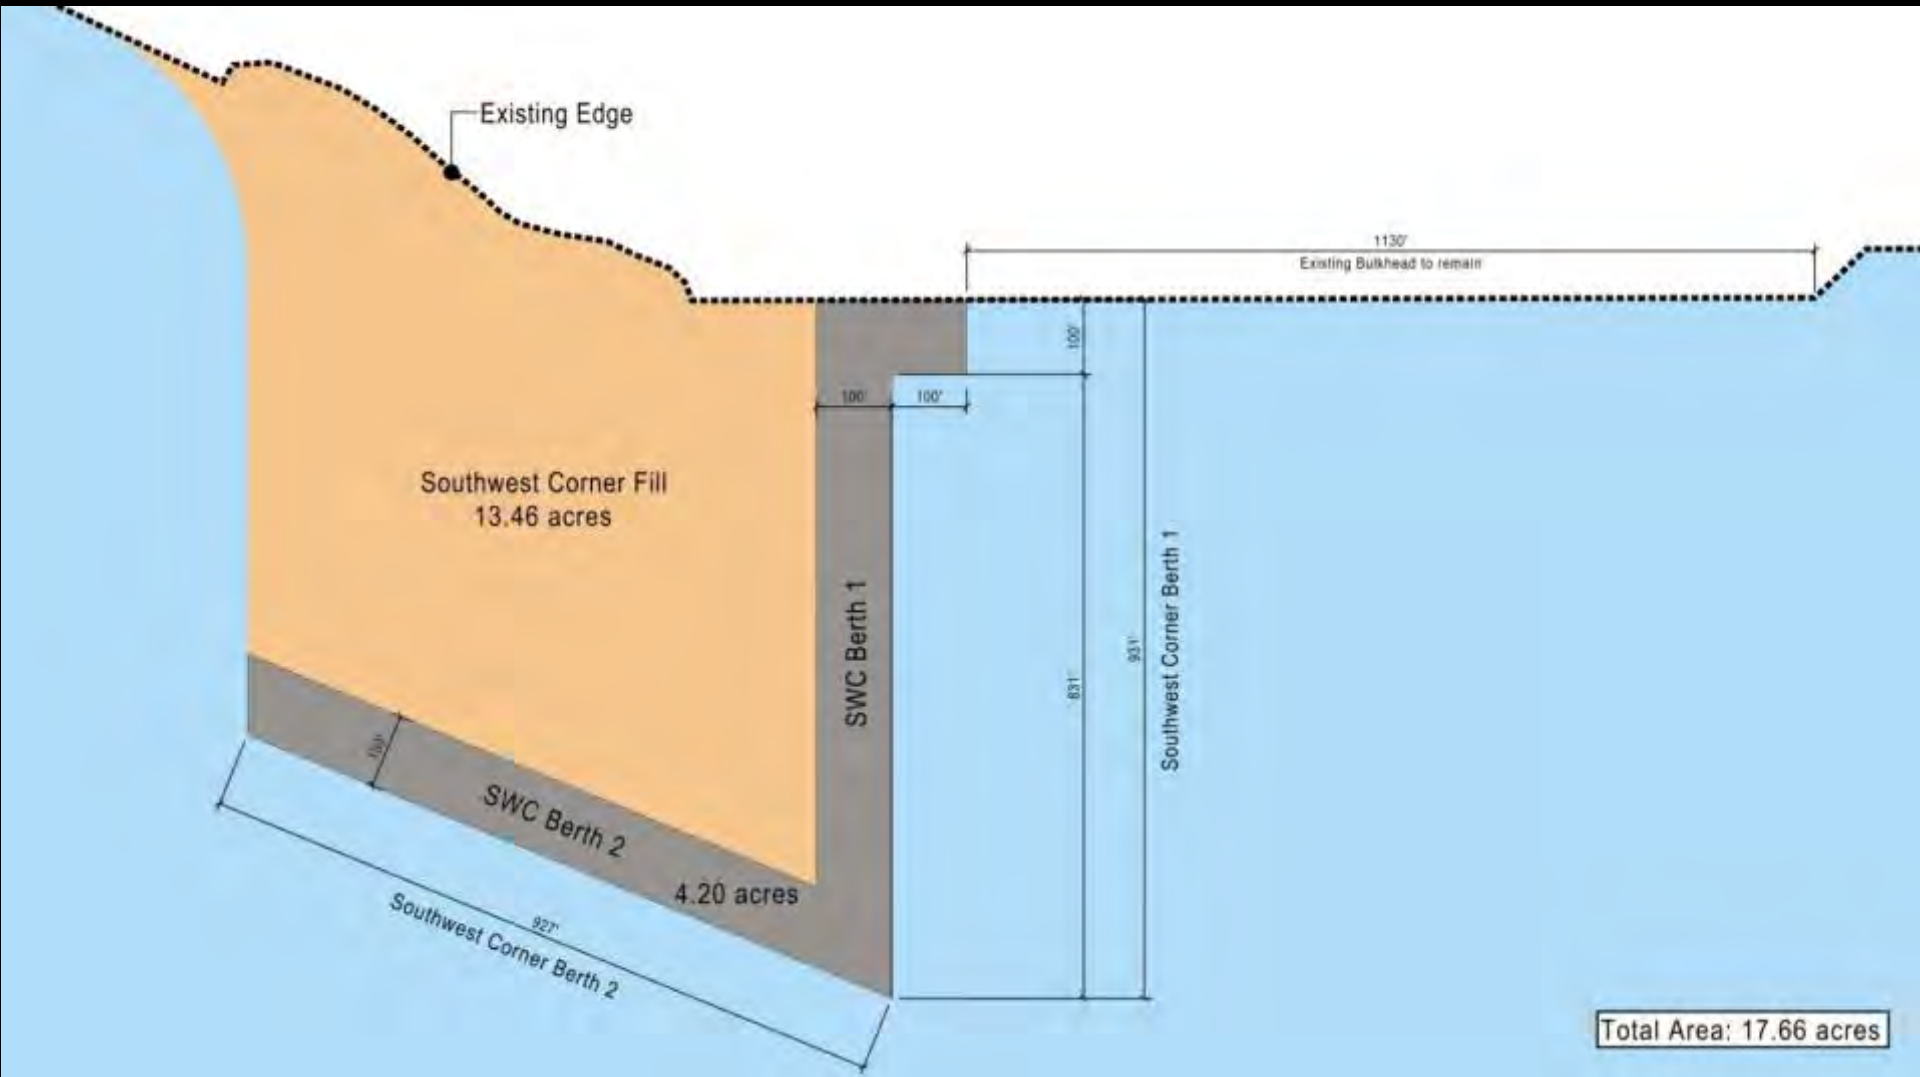 Existing Edge
1130'
Existing Bulkhead to remain
100'
100'
100'
Southwest Corner Fill
13.46 acres
SWC Berth 1
831'
931'
Southwest Corner Berth 1
SWC Berth 2
4.20 acres
927'
Southwest Corner Berth 2
Total Area: 17.66 acres